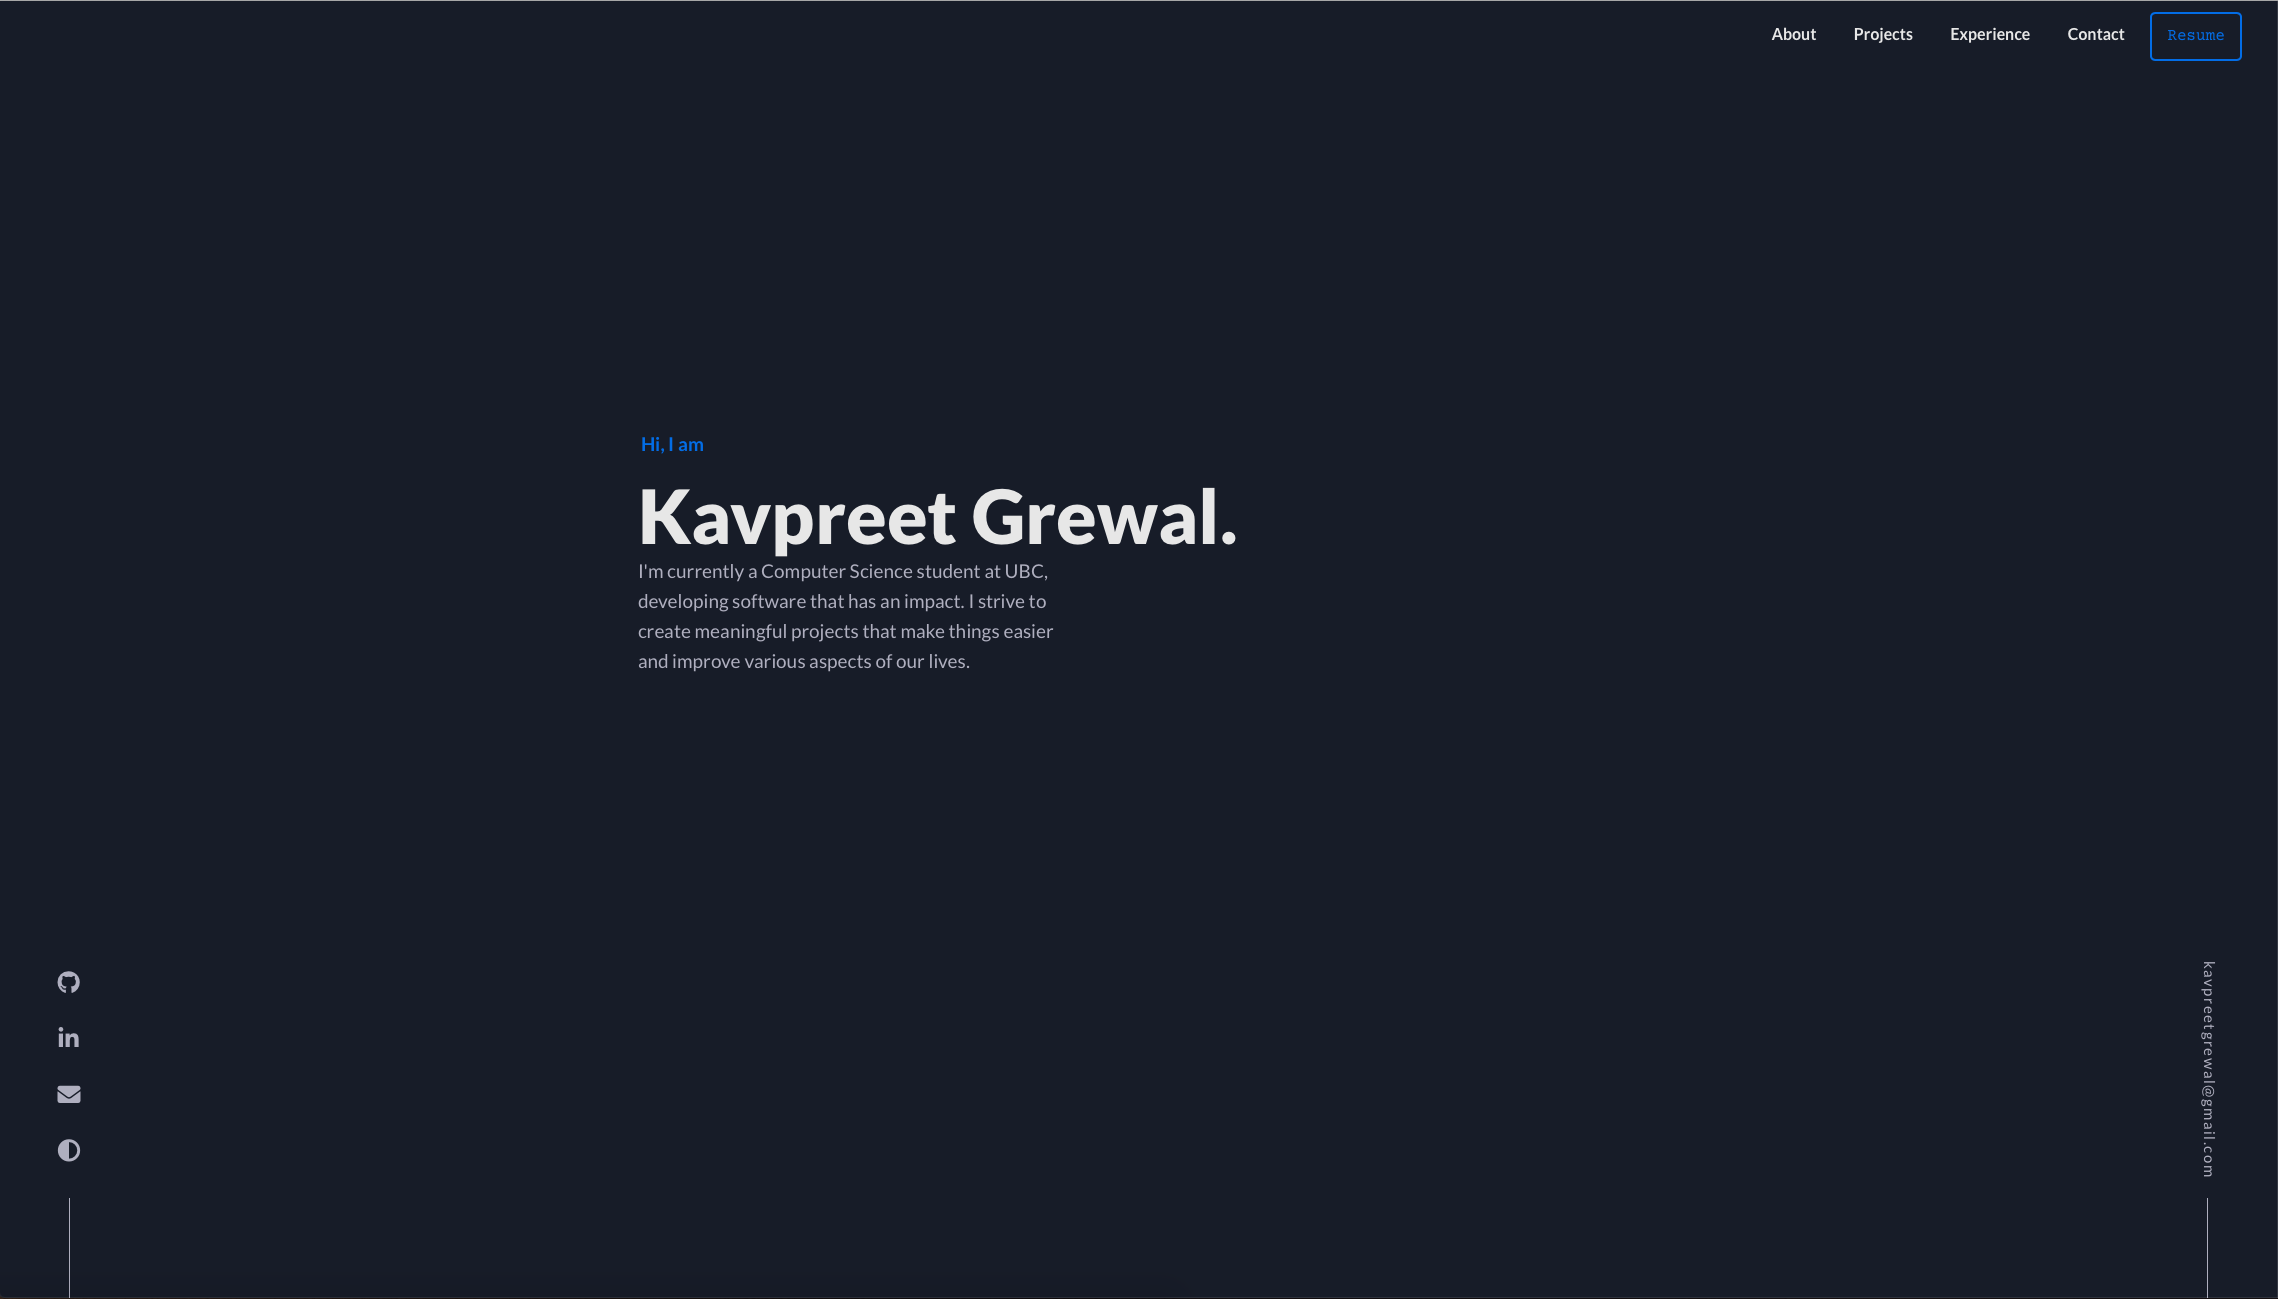 About Projects Experience Contact Resume
Hi, I am
Kavpreet Grewal.
I'm currently a Computer Science student at UBC,
developing software that has an impact. I strive to
create meaningful projects that make things easier
and improve various aspects of our lives.
in
kavpreetgrewal@gmail.com